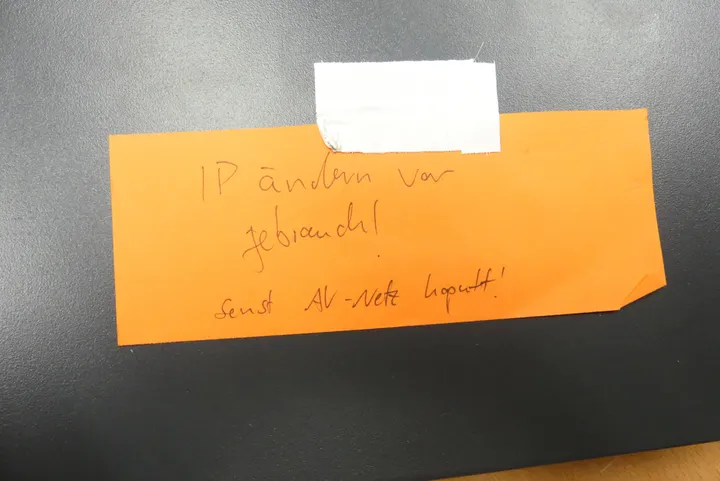 IP ändern vor
gebrauch!
Sonst AV-Netz kaputt!